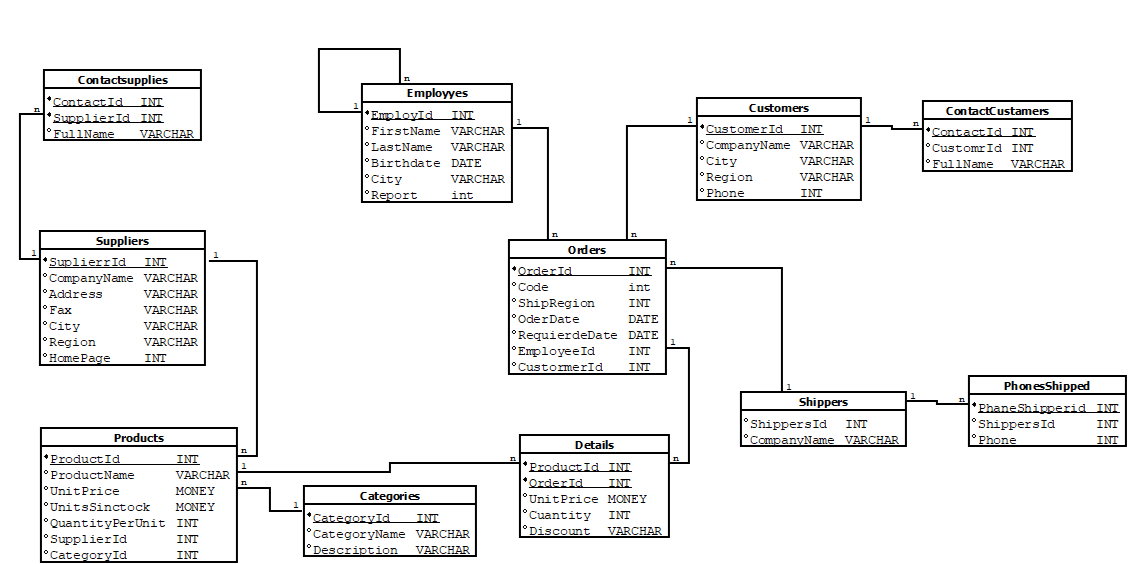 Contactsupplies
ContactId INT
SupplierId INT
FullName VARCHAR
n
1
Employyes
EmployId INT
FirstName VARCHAR
LastName VARCHAR
Birthdate DATE
City VARCHAR
Report int
n
1
1
Customers
CustomerId INT
CompanyName VARCHAR
City VARCHAR
Region VARCHAR
Phone INT
1
1
n
ContactCustamers
ContactId INT
CustomrId INT
FullName VARCHAR
Suppliers
SuplierrId INT
CompanyName VARCHAR
Address VARCHAR
Fax VARCHAR
City VARCHAR
Region VARCHAR
HomePage INT
1
n
n
Orders
OrderId INT
Code int
ShipRegion INT
OderDate DATE
RequierdeDate DATE
EmployeeId INT
CustormerId INT
n
1
1
Shippers
ShippersId INT
CompanyName VARCHAR
1
n
PhonesShipped
PhaneShipperid INT
ShippersId INT
Phone INT
Products
ProductId INT
ProductName VARCHAR
UnitPrice MONEY
UnitsSinctock MONEY
QuantityPerUnit INT
SupplierId INT
CategoryId INT
n
1
n
1
Categories
CategoryId INT
CategoryName VARCHAR
Description VARCHAR
n
n
Details
ProductId INT
OrderId INT
UnitPrice MONEY
Cuantity INT
Discount VARCHAR